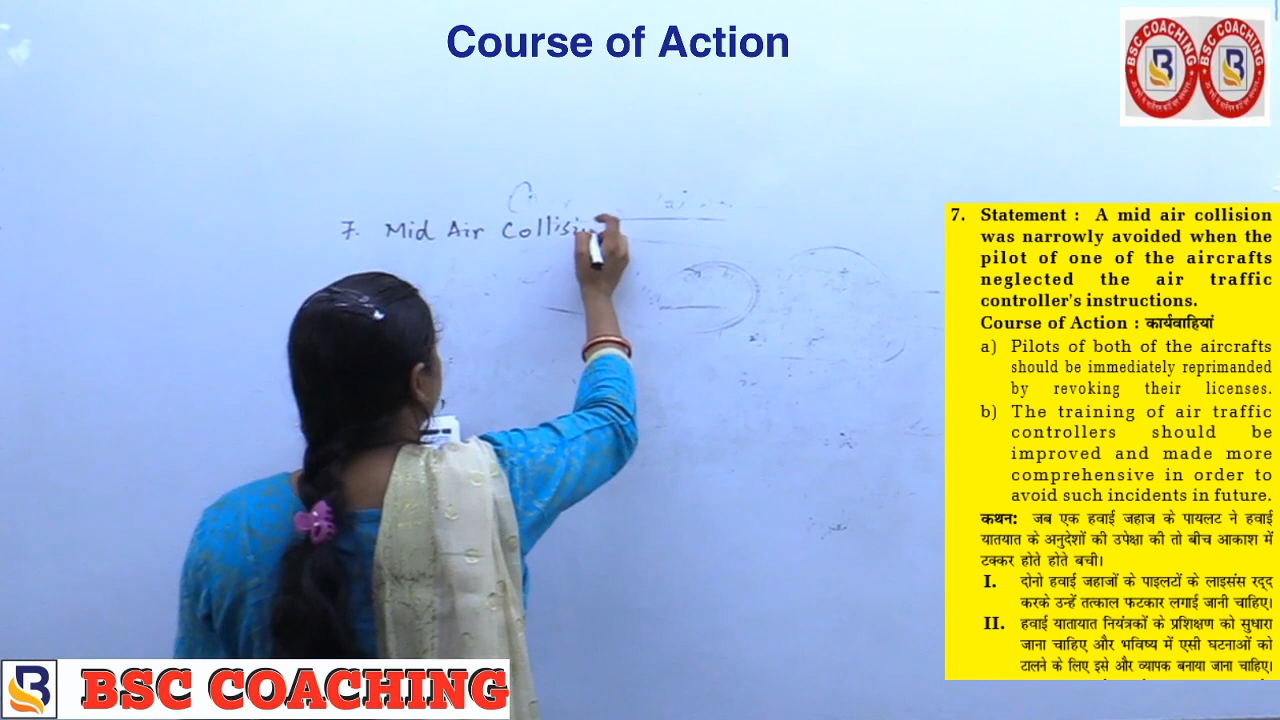 Course of Action
BSC COACHING BSC COACHING
7. Mid Air Collision
7. Statement : A mid air collision
was narrowly avoided when the
pilot of one of the aircrafts
neglected the air traffic
controller's instructions.
Course of Action : कार्यवाहियां
a) Pilots of both of the aircrafts
should be immediately reprimanded
by revoking their licenses.
b) The training of air traffic
controllers should be
improved and made more
comprehensive in order to
avoid such incidents in future.
कथन: जब एक हवाई जहाज के पायलट ने हवाई
यातयात के अनुदेशों की उपेक्षा की तो बीच आकाश में
टक्कर होते होते बची।
I. दोनो हवाई जहाजों के पाइलटों के लाइसंस रद्द
करके उन्हें तत्काल फटकार लगाई जानी चाहिए।
II. हवाई यातायात नियंत्रकों के प्रशिक्षण को सुधारा
जाना चाहिए और भविष्य में एसी घटनाओं को
टालने के लिए इसे और व्यापक बनाया जाना चाहिए।
BSC COACHING